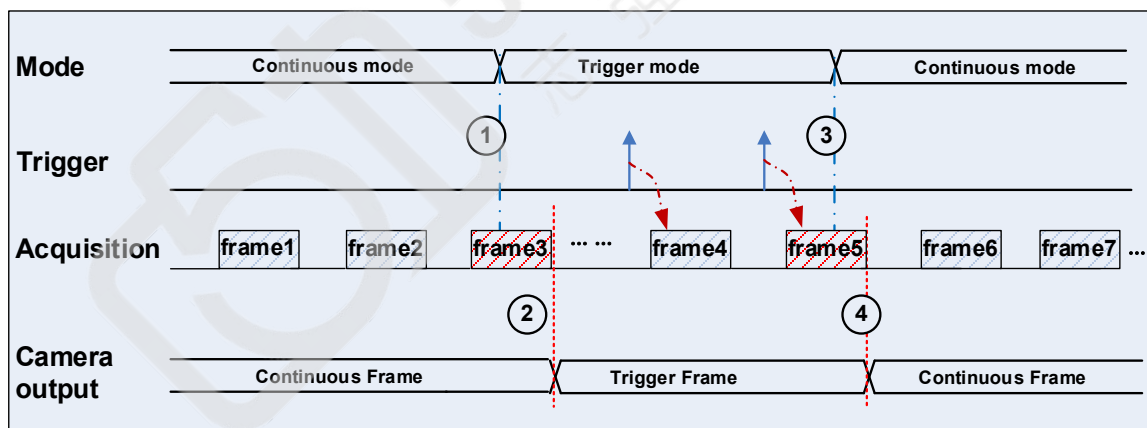 Mode
Continuous mode
Trigger mode
Continuous mode
Trigger
1
3
Acquisition
frame1
frame2
frame3
... ...
frame4
frame5
frame6
frame7
...
2
4
Camera output
Continuous Frame
Trigger Frame
Continuous Frame